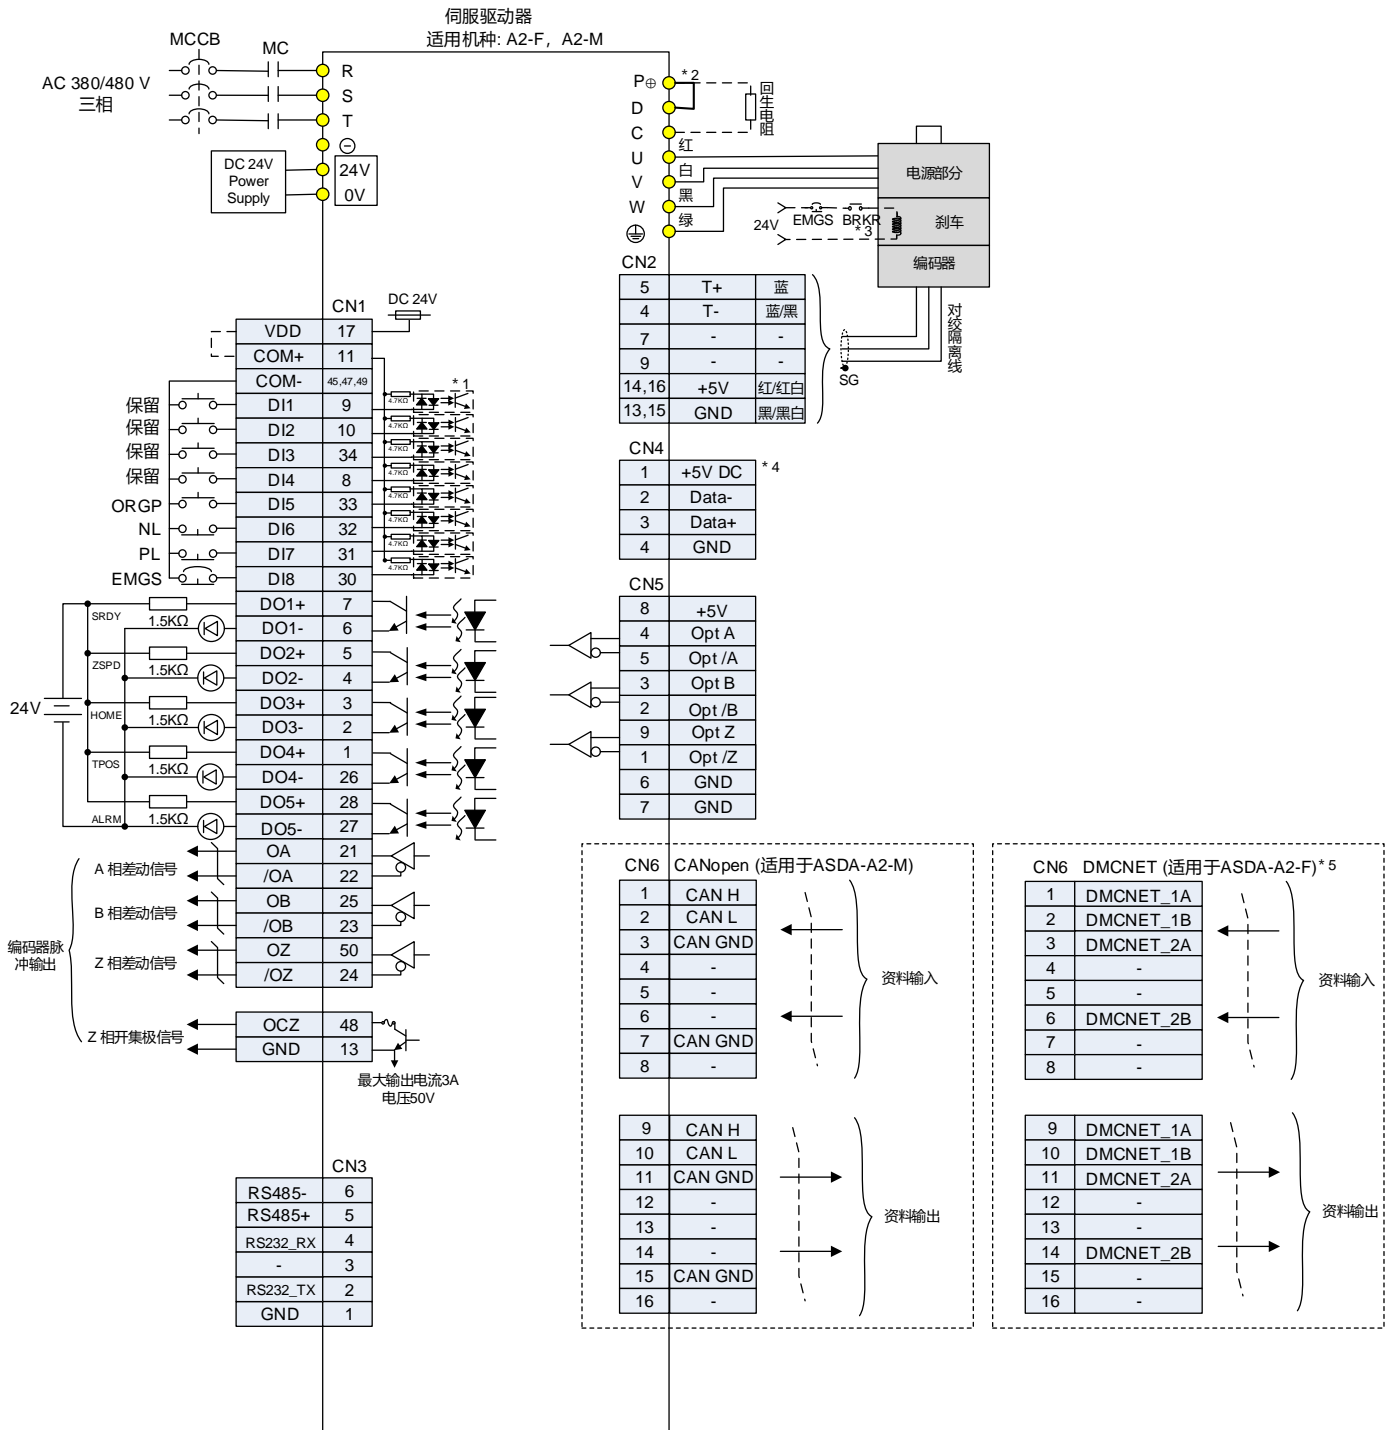 伺服驱动器
适用机种: A2-F, A2-M
MCCB
MC
AC 380/480 V
三相
R
S
T
⊖
DC 24V
Power
Supply
24V
0V
P⊕
D
C
U
V
W
*2
回生电阻
红
白
黑
绿
电源部分
刹车
编码器
24V
EMGS
BRKR
*3
对绞隔离线
SG
CN2
5 T+ 蓝
4 T- 蓝/黑
7 - -
9 - -
14,16 +5V 红/红白
13,15 GND 黑/黑白
CN1
DC 24V
VDD 17
COM+ 11
COM- 45,47,49
*1
保留 DI1 9 4.7KΩ
保留 DI2 10 4.7KΩ
保留 DI3 34 4.7KΩ
保留 DI4 8 4.7KΩ
ORGP DI5 33 4.7KΩ
NL DI6 32 4.7KΩ
PL DI7 31 4.7KΩ
EMGS DI8 30 4.7KΩ
24V
DO1+ 7
SRDY 1.5KΩ DO1- 6
DO2+ 5
ZSPD 1.5KΩ DO2- 4
DO3+ 3
HOME 1.5KΩ DO3- 2
DO4+ 1
TPOS 1.5KΩ DO4- 26
DO5+ 28
ALRM 1.5KΩ DO5- 27
编码器脉
冲输出
A 相差动信号
OA 21
/OA 22
B 相差动信号
OB 25
/OB 23
Z 相差动信号
OZ 50
/OZ 24
Z 相开集极信号
OCZ 48
GND 13
最大输出电流3A
电压50V
CN3
RS485- 6
RS485+ 5
RS232_RX 4
- 3
RS232_TX 2
GND 1
CN4
1 +5V DC
*4
2 Data-
3 Data+
4 GND
CN5
8 +5V
4 Opt A
5 Opt /A
3 Opt B
2 Opt /B
9 Opt Z
1 Opt /Z
6 GND
7 GND
CN6 CANopen (适用于ASDA-A2-M)
1 CAN H
2 CAN L
3 CAN GND
4 -
5 -
6 -
7 CAN GND
8 -
资料输入
9 CAN H
10 CAN L
11 CAN GND
12 -
13 -
14 -
15 CAN GND
16 -
资料输出
CN6 DMCNET (适用于ASDA-A2-F)*5
1 DMCNET_1A
2 DMCNET_1B
3 DMCNET_2A
4 -
5 -
6 DMCNET_2B
7 -
8 -
资料输入
9 DMCNET_1A
10 DMCNET_1B
11 DMCNET_2A
12 -
13 -
14 DMCNET_2B
15 -
16 -
资料输出